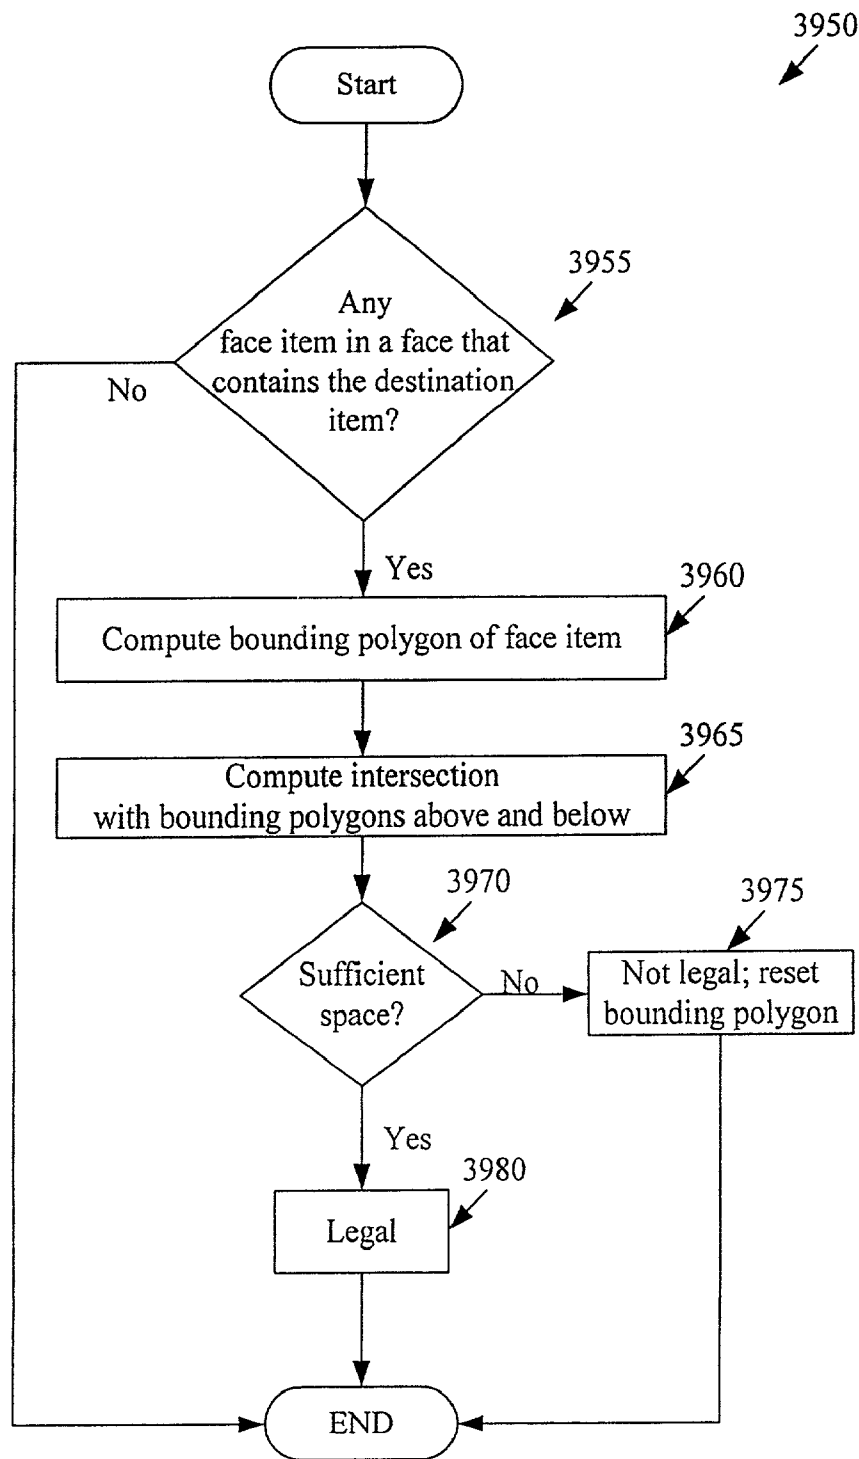 3950
Start
3955
Any
face item in a face that
contains the destination
item?
No
Yes
3960
Compute bounding polygon of face item
3965
Compute intersection
with bounding polygons above and below
3970
3975
Sufficient
space?
No
Not legal; reset
bounding polygon
Yes
3980
Legal
END